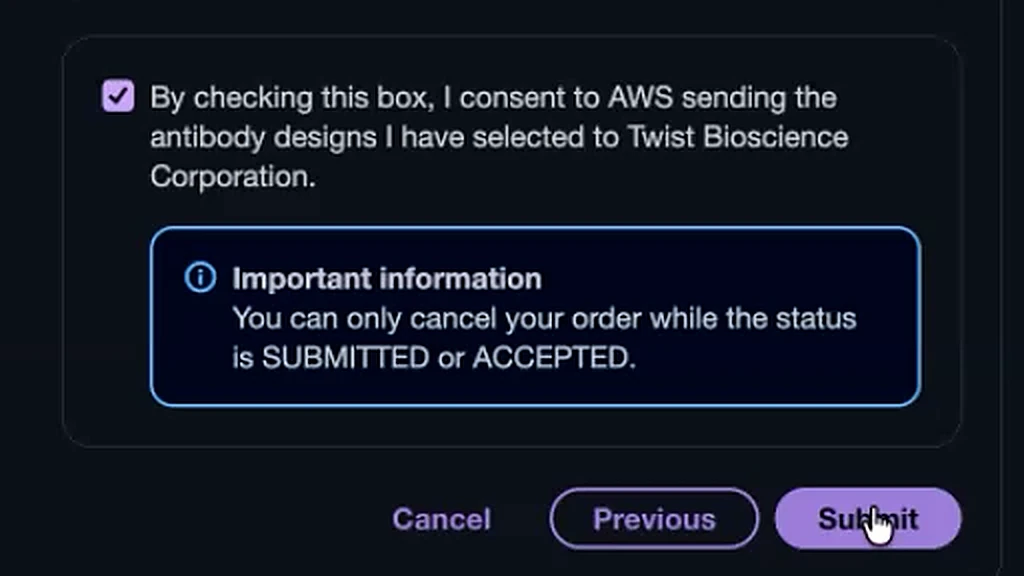 By checking this box, I consent to AWS sending the
antibody designs I have selected to Twist Bioscience
Corporation.
Important information
You can only cancel your order while the status
is SUBMITTED or ACCEPTED.
Cancel
Previous
Submit